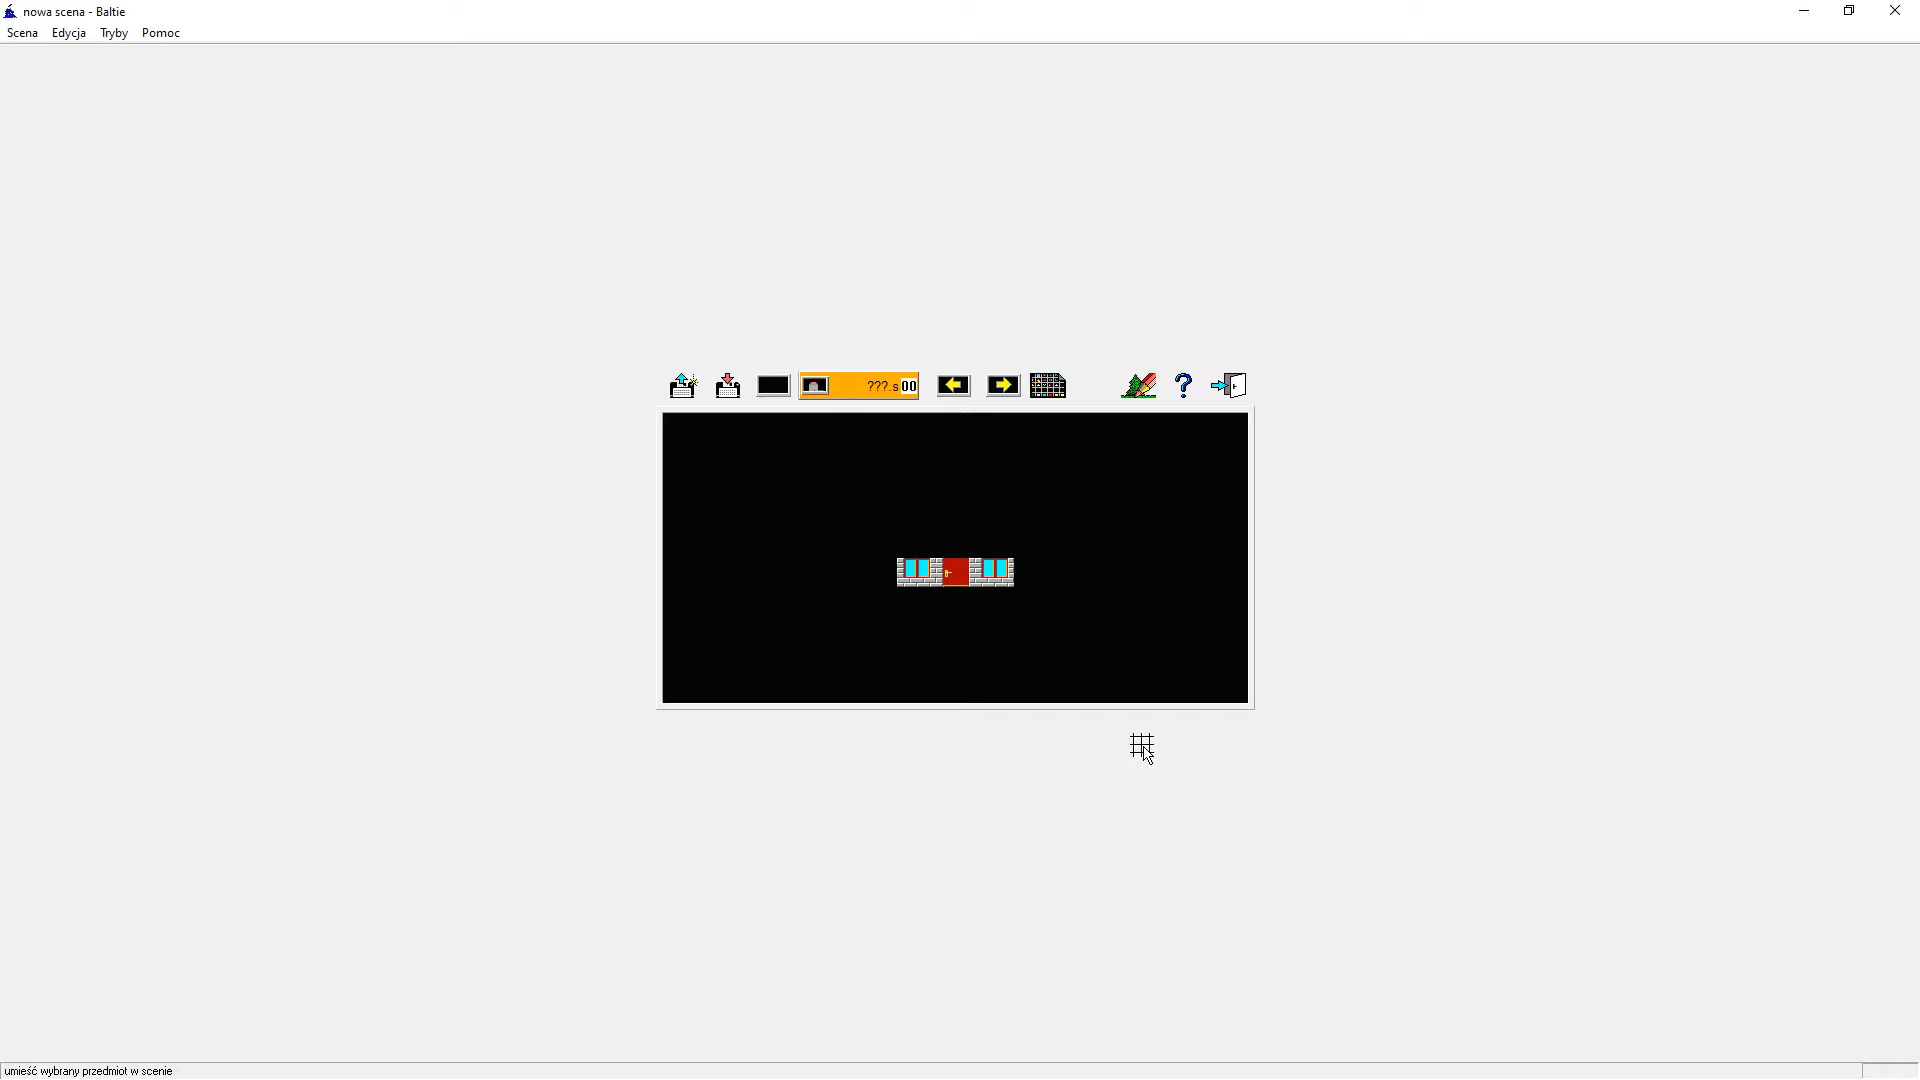 nowa scena - Baltie
Scena Edycja Tryby Pomoc
???.s 00
?
umieść wybrany przedmiot w scenie